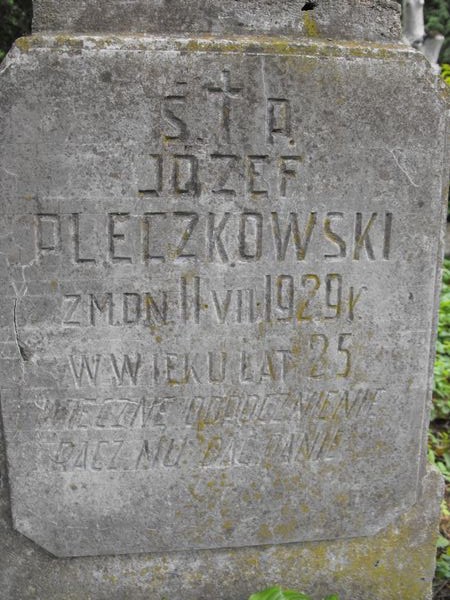 Ś. † P.
JÓZEF
PLECZKOWSKI
ZM. DN. 11 VII. 1929 R.
W WIEKU LAT 25
WIECZNE ODPOCZNIENIE
RACZ MU DAĆ PANIE